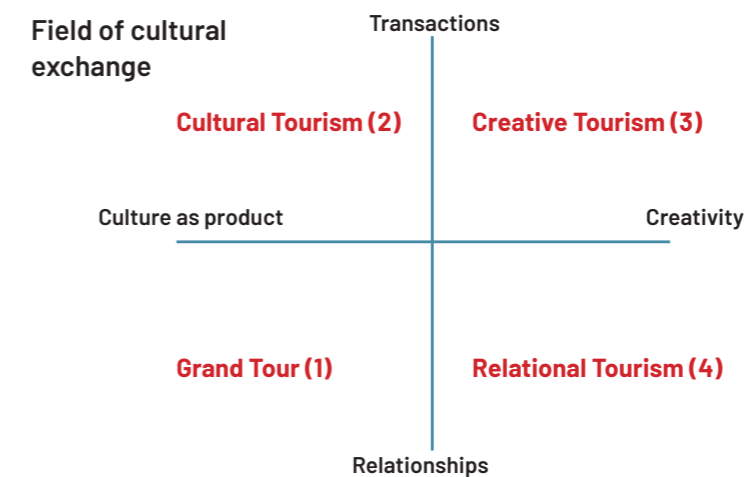 Field of cultural
exchange
Transactions
Cultural Tourism (2)
Creative Tourism (3)
Culture as product
Creativity
Grand Tour (1)
Relational Tourism (4)
Relationships